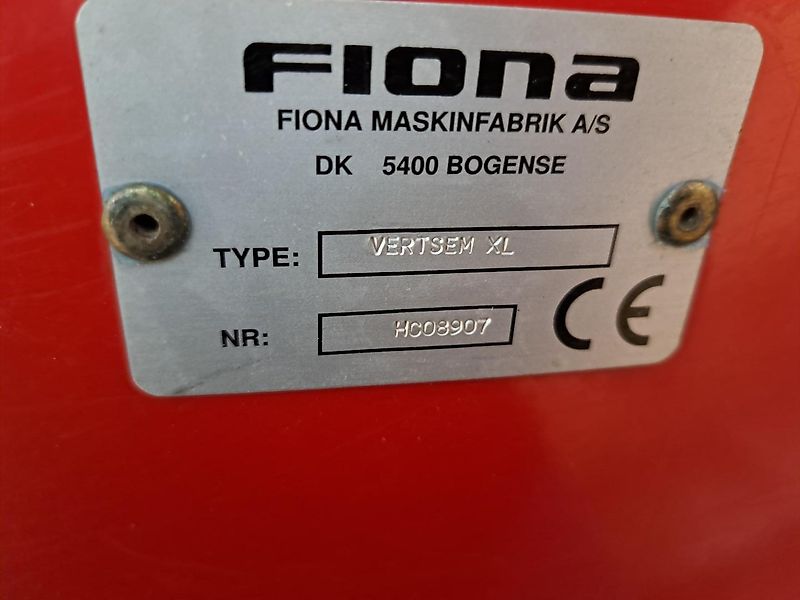 FIONA
FIONA MASKINFABRIK A/S
DK 5400 BOGENSE
TYPE: VERTSEM XL
NR: HC08907 CE